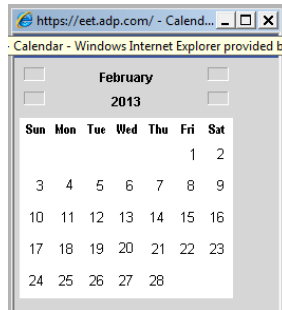 https://eet.adp.com/ - Calend...
Calendar - Windows Internet Explorer provided b
February
2013
Sun Mon Tue Wed Thu Fri Sat
1 2
3 4 5 6 7 8 9
10 11 12 13 14 15 16
17 18 19 20 21 22 23
24 25 26 27 28